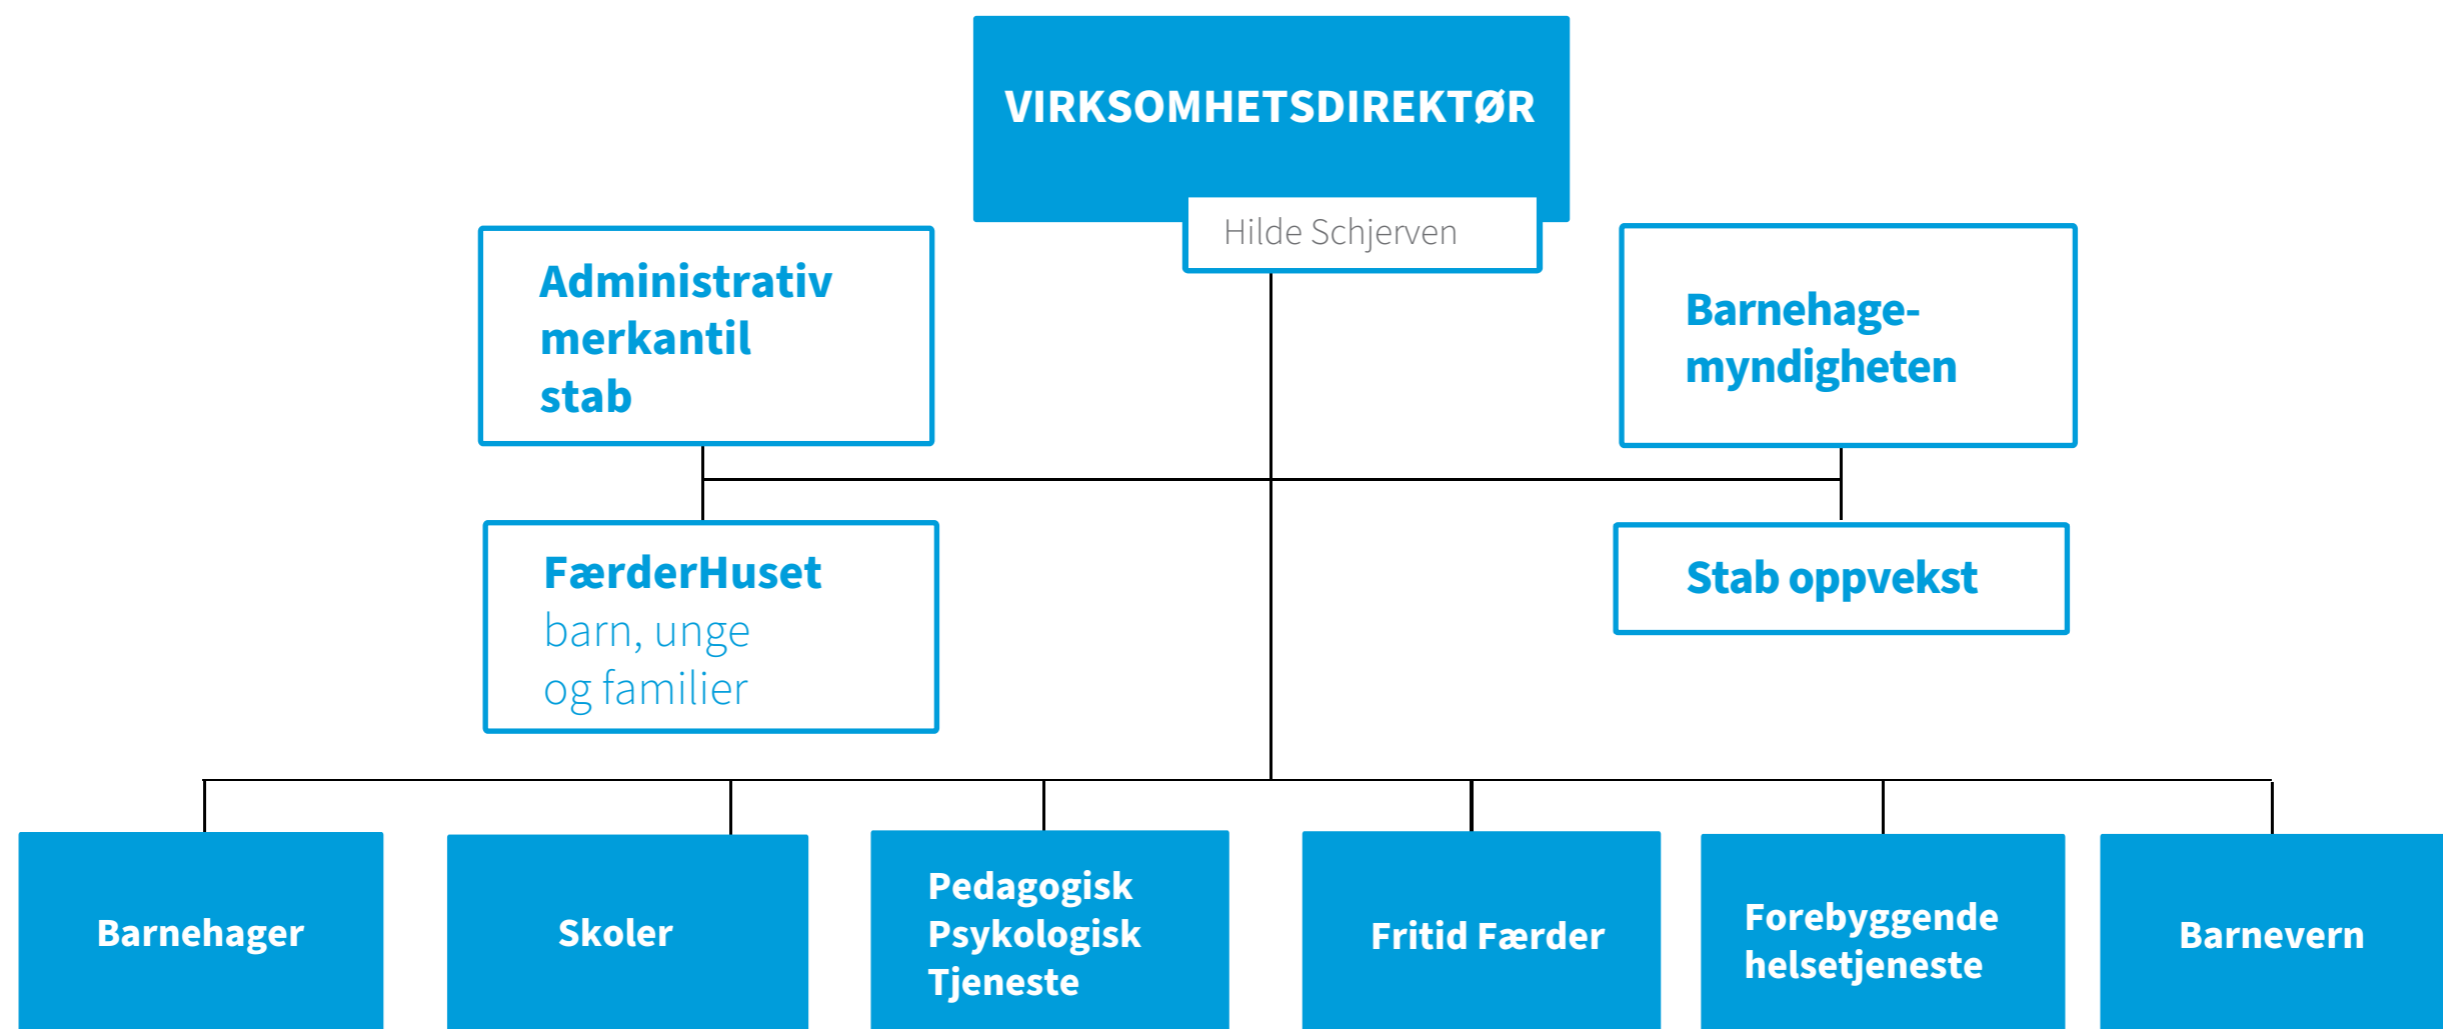 VIRKSOMHETSDIREKTØR
Hilde Schjerven
Administrativ
merkantil
stab
Barnehage-
myndigheten
FærderHuset
barn, unge
og familier
Stab oppvekst
Barnehager
Skoler
Pedagogisk
Psykologisk
Tjeneste
Fritid Færder
Forebyggende
helsetjeneste
Barnevern